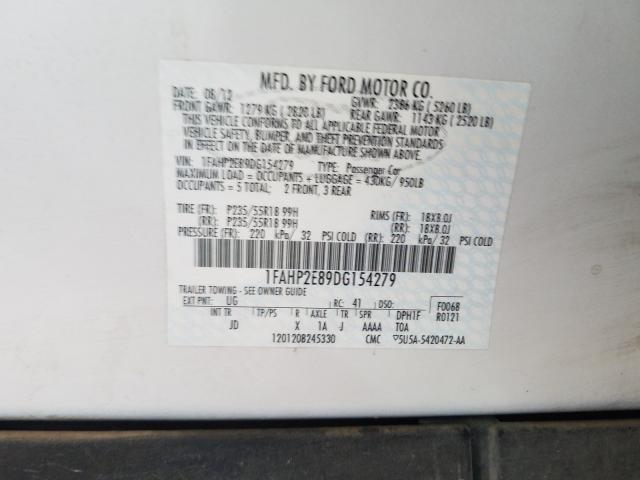 MFD. BY FORD MOTOR CO.
DATE: 08/12 GVWR: 2386 KG (5260 LB)
FRONT GAWR: 1279 KG (2820 LB) REAR GAWR: 1143 KG (2520 LB)
THIS VEHICLE CONFORMS TO ALL APPLICABLE FEDERAL MOTOR
VEHICLE SAFETY, BUMPER, AND THEFT PREVENTION STANDARDS
IN EFFECT ON THE DATE OF MANUFACTURE SHOWN ABOVE.
VIN: 1FAHP2E89DG154279 TYPE: Passenger Car
MAXIMUM LOAD = OCCUPANTS + LUGGAGE = 430KG/950LB
OCCUPANTS = 5 TOTAL: 2 FRONT, 3 REAR
TIRE (FR): P235/55R18 99H RIMS (FR): 18X8.0J
(RR): P235/55R18 99H (RR): 18X8.0J
PRESSURE (FR): 220 kPa/ 32 PSI COLD (RR): 220 kPa/ 32 PSI COLD
1FAHP2E89DG154279
TRAILER TOWING - SEE OWNER GUIDE
EXT PNT: UG RC: 41 DSO: F0068
INT TR TP/PS R AXLE TR SPR DPH1F R0121
JD X 1A J AAAA TOA
1201208245330 CMC ▽5U5A-5420472-AA